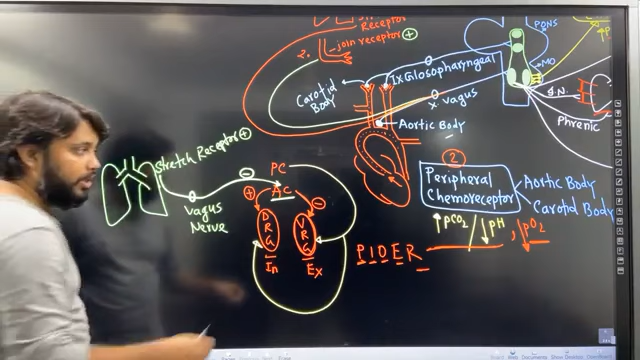 Receptor
2. join receptor +
PONS
MO
IX Glosopharyngeal
Carotid
Body
X vagus
Aortic Body
S.N.
Phrenic
Stretch Receptor +
vagus
Nerve
PC
AC
+
DRG
VRG
In
Ex
2
Peripheral
Chemoreceptor
Aortic Body
Carotid Body
↑PCO2 / ↓PH, ↓PO2
PIDER